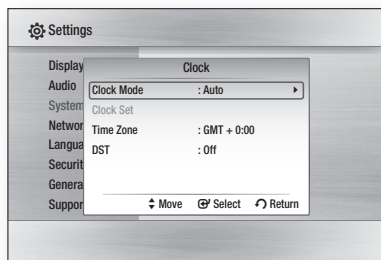 Settings
Display
Audio
System
Networ
Langua
Securit
Genera
Suppor
Clock
Clock Mode : Auto
Clock Set
Time Zone : GMT + 0:00
DST : Off
Move Select Return